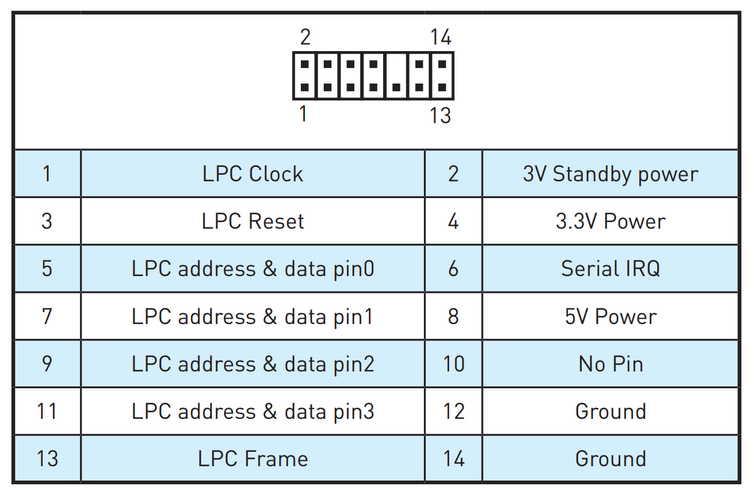 2 14
1 13
1 LPC Clock 2 3V Standby power
3 LPC Reset 4 3.3V Power
5 LPC address & data pin0 6 Serial IRQ
7 LPC address & data pin1 8 5V Power
9 LPC address & data pin2 10 No Pin
11 LPC address & data pin3 12 Ground
13 LPC Frame 14 Ground